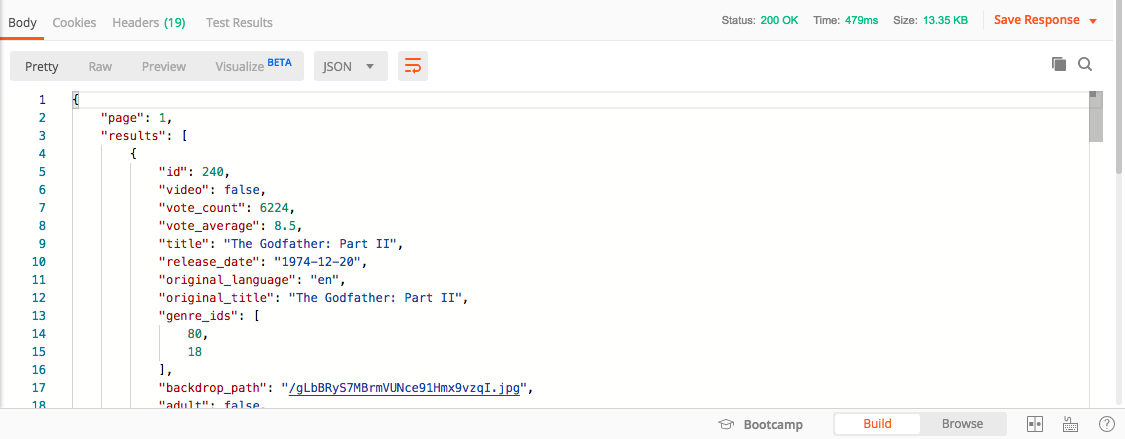 Body Cookies Headers (19) Test Results Status: 200 OK Time: 479ms Size: 13.35 KB Save Response
Pretty Raw Preview Visualize BETA JSON
1 {
2 "page": 1,
3 "results": [
4 {
5 "id": 240,
6 "video": false,
7 "vote_count": 6224,
8 "vote_average": 8.5,
9 "title": "The Godfather: Part II",
10 "release_date": "1974-12-20",
11 "original_language": "en",
12 "original_title": "The Godfather: Part II",
13 "genre_ids": [
14 80,
15 18
16 ],
17 "backdrop_path": "/gLbBRyS7MBrmVUNce91Hmx9vzqI.jpg",
18 "adult": false,
Bootcamp Build Browse